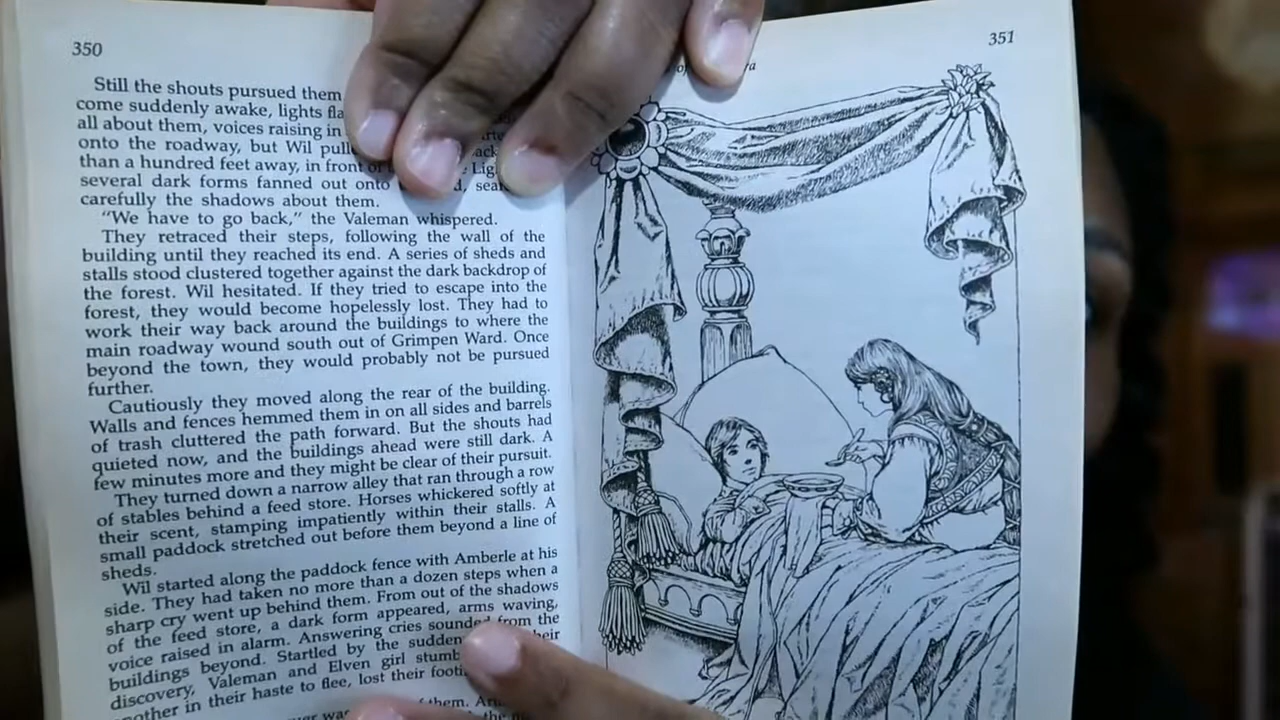 350
Still the shouts pursued them
come suddenly awake, lights fla
all about them, voices raising in
onto the roadway, but Wil pull
than a hundred feet away, in front of e Lig
several dark forms fanned out onto d, sear
carefully the shadows about them.
"We have to go back," the Valeman whispered.
They retraced their steps, following the wall of the
building until they reached its end. A series of sheds and
stalls stood clustered together against the dark backdrop of
the forest. Wil hesitated. If they tried to escape into the
forest, they would become hopelessly lost. They had to
work their way back around the buildings to where the
main roadway wound south out of Grimpen Ward. Once
beyond the town, they would probably not be pursued
further.
Cautiously they moved along the rear of the building.
Walls and fences hemmed them in on all sides and barrels
of trash cluttered the path forward. But the shouts had
quieted now, and the buildings ahead were still dark. A
few minutes more and they might be clear of their pursuit.
They turned down a narrow alley that ran through a row
of stables behind a feed store. Horses whickered softly at
their scent, stamping impatiently within their stalls. A
small paddock stretched out before them beyond a line of
sheds.
Wil started along the paddock fence with Amberle at his
side. They had taken no more than a dozen steps when a
sharp cry went up behind them. From out of the shadows
of the feed store, a dark form appeared, arms waving,
voice raised in alarm. Answering cries sounded from the
buildings beyond. Startled by the sudden heir
discovery, Valeman and Elven girl stumb
nother in their haste to flee, lost their footi
was them.
the
351